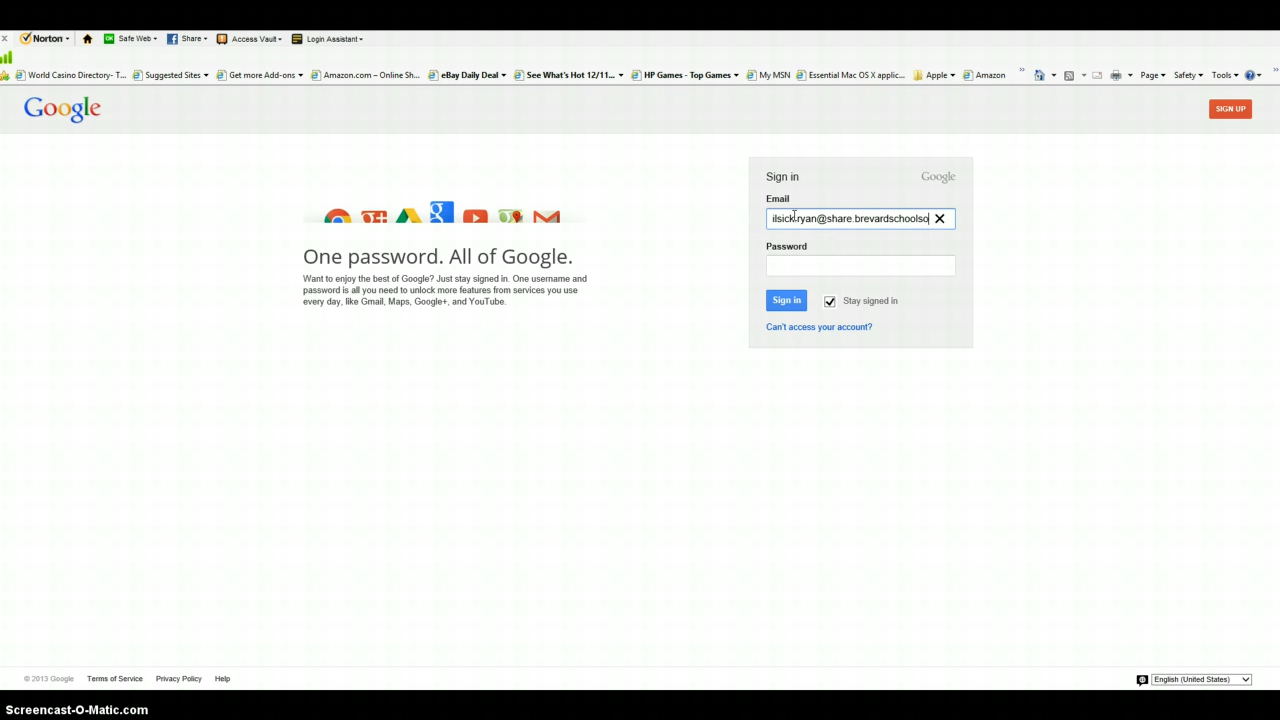 x Norton Safe Web Share Access Vault Login Assistant
World Casino Directory- T... Suggested Sites Get more Add-ons Amazon.com – Online Sh... eBay Daily Deal See What's Hot 12/11... HP Games - Top Games My MSN Essential Mac OS X applic... Apple Amazon » Page Safety Tools »
Google SIGN UP
Sign in Google
Email
ilsick.ryan@share.brevardschoolso
Password
One password. All of Google.
Want to enjoy the best of Google? Just stay signed in. One username and
password is all you need to unlock more features from services you use
every day, like Gmail, Maps, Google+, and YouTube.
Sign in Stay signed in
Can't access your account?
© 2013 Google Terms of Service Privacy Policy Help English (United States)
Screencast-O-Matic.com